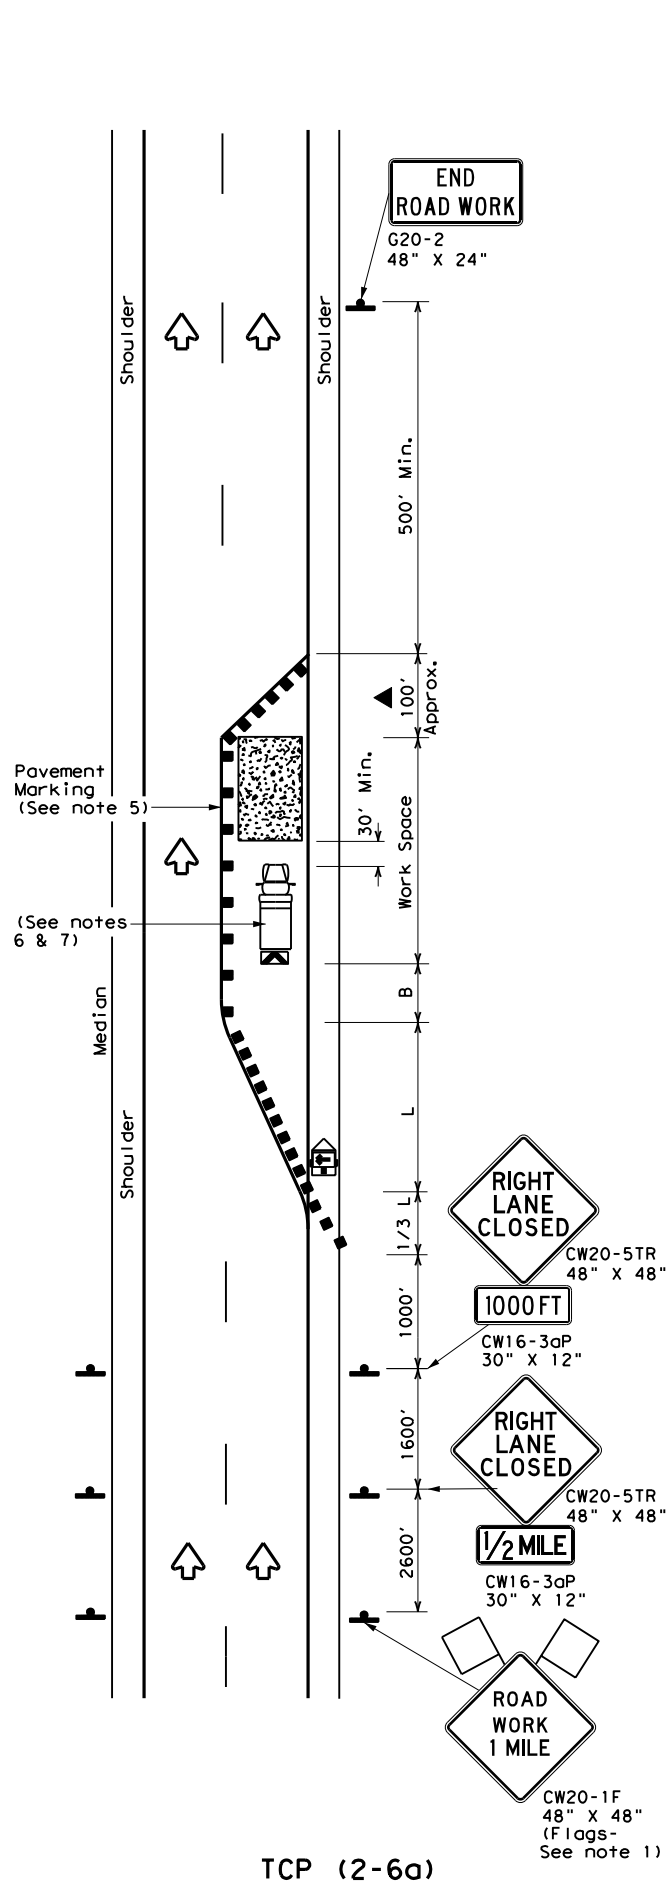 END
ROAD WORK
G20-2
48" X 24"
Shoulder
Shoulder
500' Min.
100'
Approx.
Pavement
Marking
(See note 5)
30' Min.
Work Space
(See notes
6 & 7)
B
Median
L
Shoulder
RIGHT
LANE
CLOSED
1/3 L
CW20-5TR
48" X 48"
1000 FT
1000'
CW16-3aP
30" X 12"
RIGHT
LANE
CLOSED
1600'
CW20-5TR
48" X 48"
1/2 MILE
2600'
CW16-3aP
30" X 12"
ROAD
WORK
1 MILE
CW20-1F
48" X 48"
(Flags-
See note 1)
TCP (2-6a)